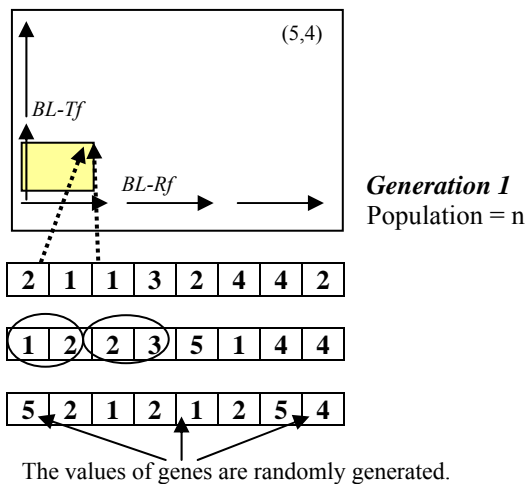 (5,4)
BL-Tf
BL-Rf
Generation 1
Population = n
2 1 1 3 2 4 4 2
1 2 2 3 5 1 4 4
5 2 1 2 1 2 5 4
The values of genes are randomly generated.